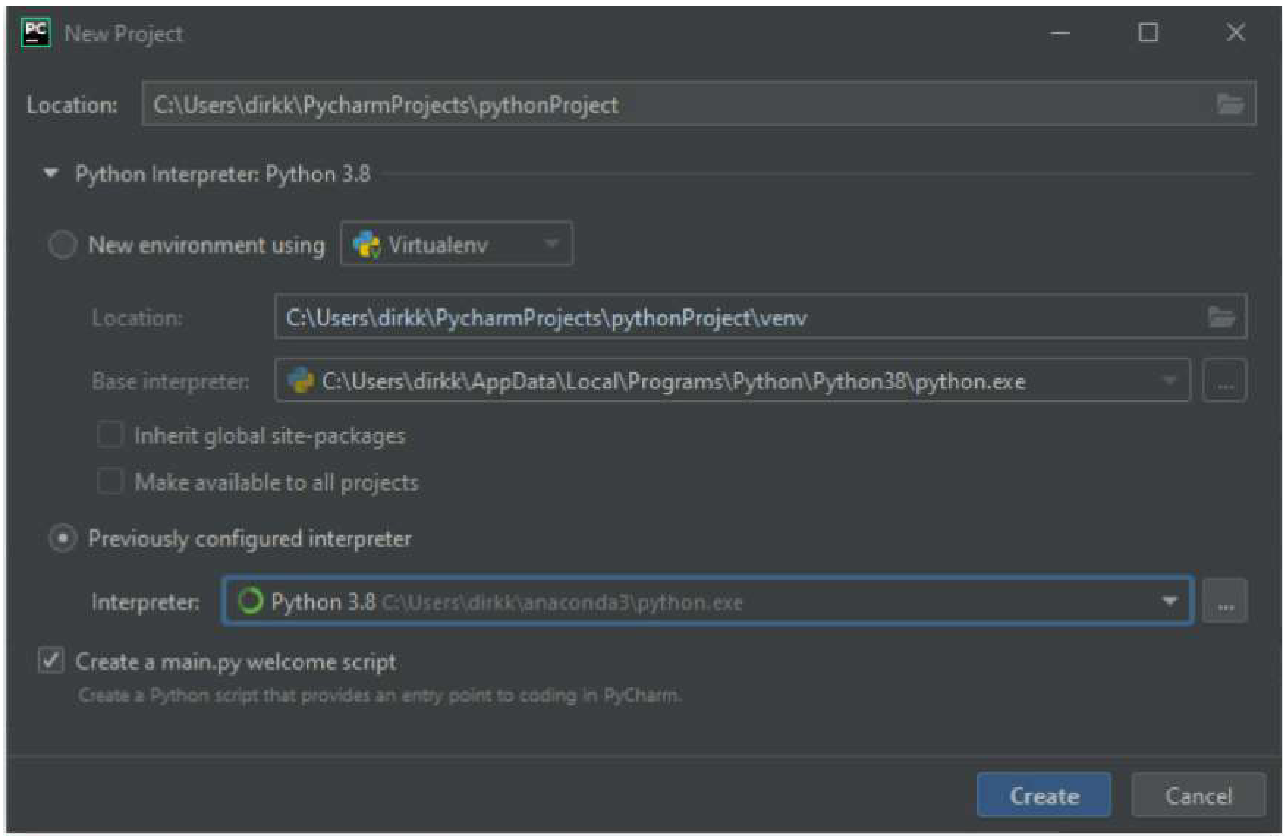 PC New Project
Location: C:\Users\dirkk\PycharmProjects\pythonProject
Python Interpreter: Python 3.8
New environment using Virtualenv
Location: C:\Users\dirkk\PycharmProjects\pythonProject\venv
Base interpreter: C:\Users\dirkk\AppData\Local\Programs\Python\Python38\python.exe ...
Inherit global site-packages
Make available to all projects
Previously configured interpreter
Interpreter: Python 3.8 C:\Users\dirkk\anaconda3\python.exe ...
Create a main.py welcome script
Create a Python script that provides an entry point to coding in PyCharm.
Create Cancel